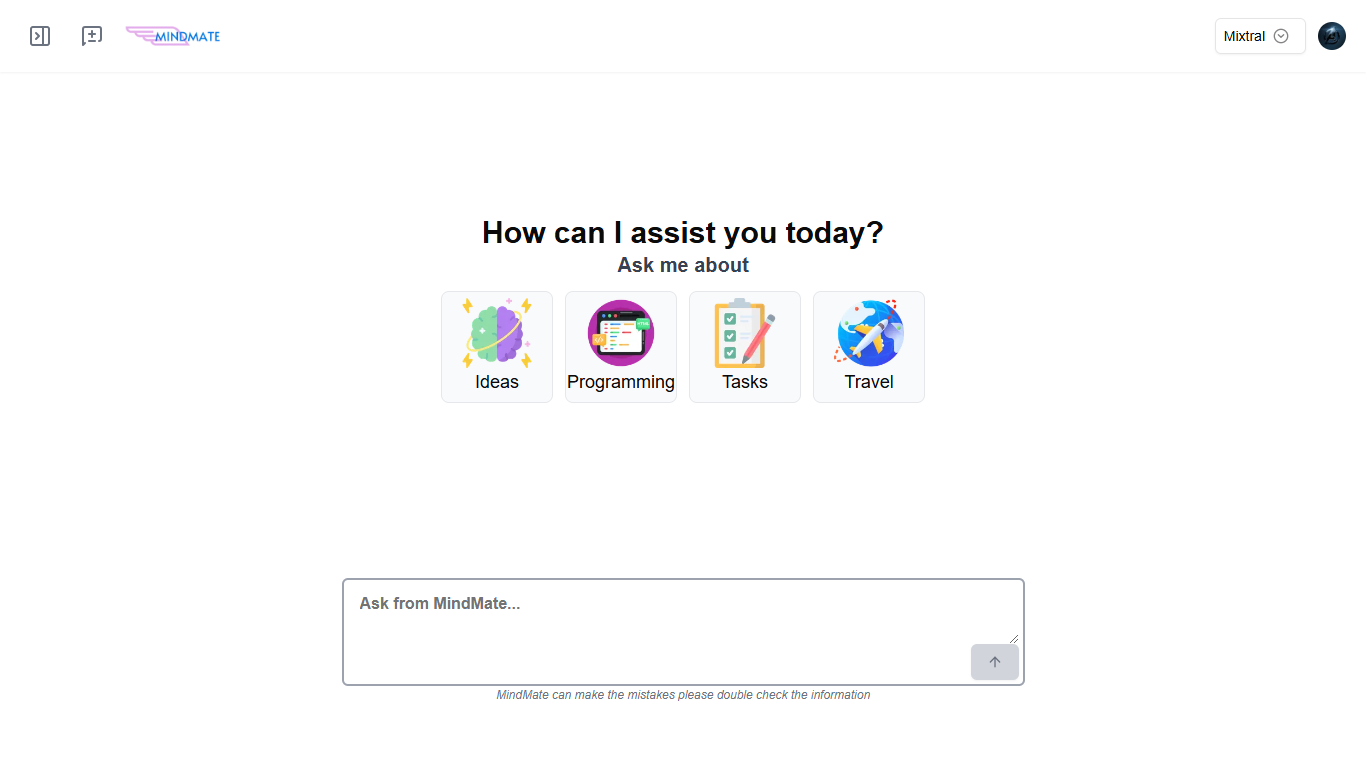 MINDMATE
Mixtral
How can I assist you today?
Ask me about
Ideas
Programming
Tasks
Travel
Ask from MindMate...
MindMate can make the mistakes please double check the information